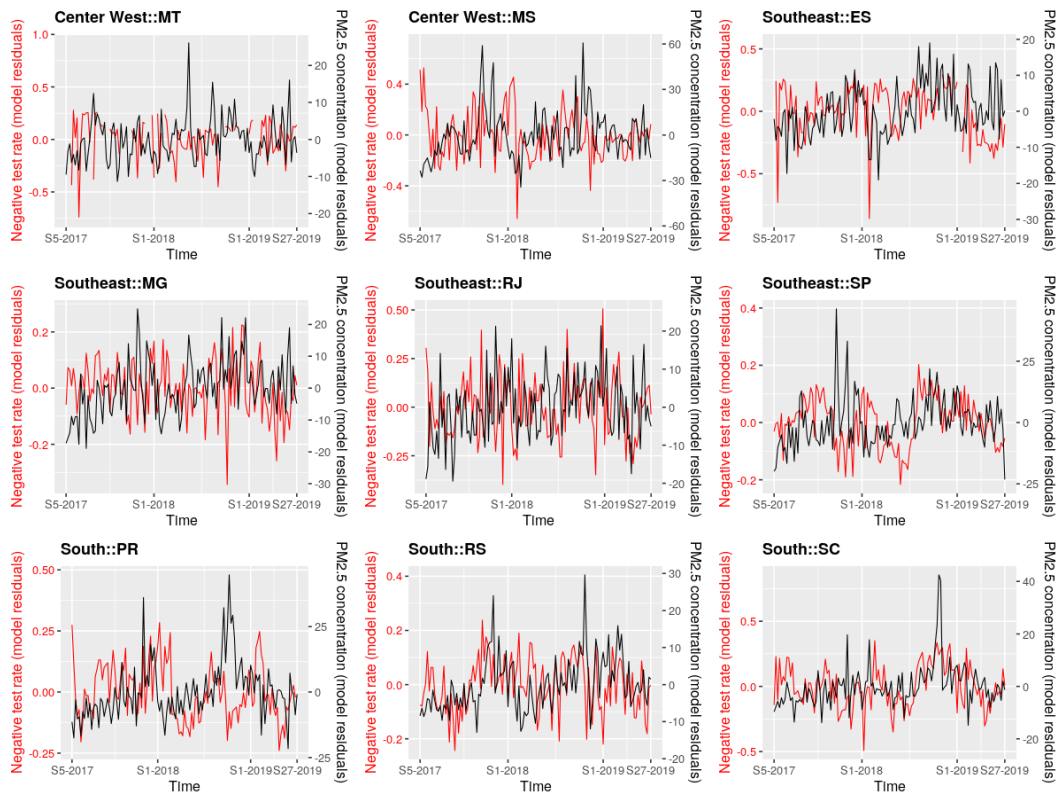 Center West::MT
Negative test rate (model residuals)
1.0
0.5
0.0
-0.5
20
10
0
-10
-20
PM2.5 concentration (model residuals)
S5-2017 S1-2018 S1-2019 S27-2019
Time
Center West::MS
Negative test rate (model residuals)
0.4
0.0
-0.4
60
30
0
-30
-60
PM2.5 concentration (model residuals)
S5-2017 S1-2018 S1-2019 S27-2019
Time
Southeast::ES
Negative test rate (model residuals)
0.5
0.0
-0.5
20
10
0
-10
-20
-30
PM2.5 concentration (model residuals)
S5-2017 S1-2018 S1-2019 S27-2019
Time
Southeast::MG
Negative test rate (model residuals)
0.2
0.0
-0.2
20
10
0
-10
-20
-30
PM2.5 concentration (model residuals)
S5-2017 S1-2018 S1-2019 S27-2019
Time
Southeast::RJ
Negative test rate (model residuals)
0.50
0.25
0.00
-0.25
20
10
0
-10
-20
PM2.5 concentration (model residuals)
S5-2017 S1-2018 S1-2019 S27-2019
Time
Southeast::SP
Negative test rate (model residuals)
0.4
0.2
0.0
-0.2
25
0
-25
PM2.5 concentration (model residuals)
S5-2017 S1-2018 S1-2019 S27-2019
Time
South::PR
Negative test rate (model residuals)
0.50
0.25
0.00
-0.25
25
0
-25
PM2.5 concentration (model residuals)
S5-2017 S1-2018 S1-2019 S27-2019
Time
South::RS
Negative test rate (model residuals)
0.4
0.2
0.0
-0.2
30
20
10
0
-10
-20
PM2.5 concentration (model residuals)
S5-2017 S1-2018 S1-2019 S27-2019
Time
South::SC
Negative test rate (model residuals)
0.5
0.0
-0.5
40
20
0
-20
PM2.5 concentration (model residuals)
S5-2017 S1-2018 S1-2019 S27-2019
Time